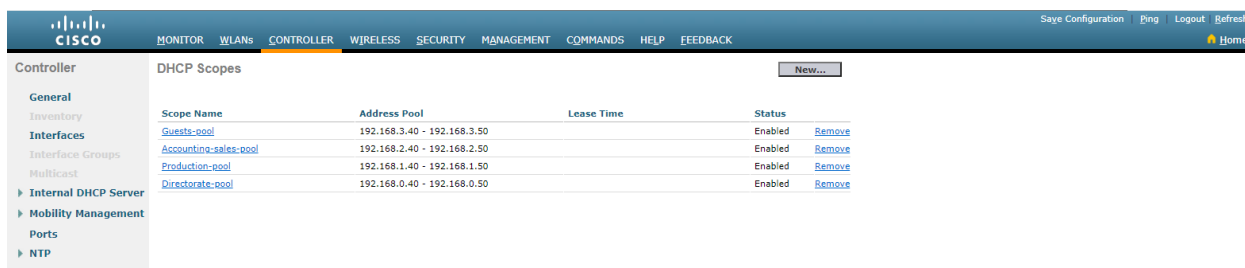 Save Configuration | Ping | Logout | Refresh
CISCO
MONITOR WLANs CONTROLLER WIRELESS SECURITY MANAGEMENT COMMANDS HELP FEEDBACK
Home
Controller
General
Inventory
Interfaces
Interface Groups
Multicast
Internal DHCP Server
Mobility Management
Ports
NTP
DHCP Scopes
New...
Scope Name Address Pool Lease Time Status
Guests-pool 192.168.3.40 - 192.168.3.50 Enabled Remove
Accounting-sales-pool 192.168.2.40 - 192.168.2.50 Enabled Remove
Production-pool 192.168.1.40 - 192.168.1.50 Enabled Remove
Directorate-pool 192.168.0.40 - 192.168.0.50 Enabled Remove